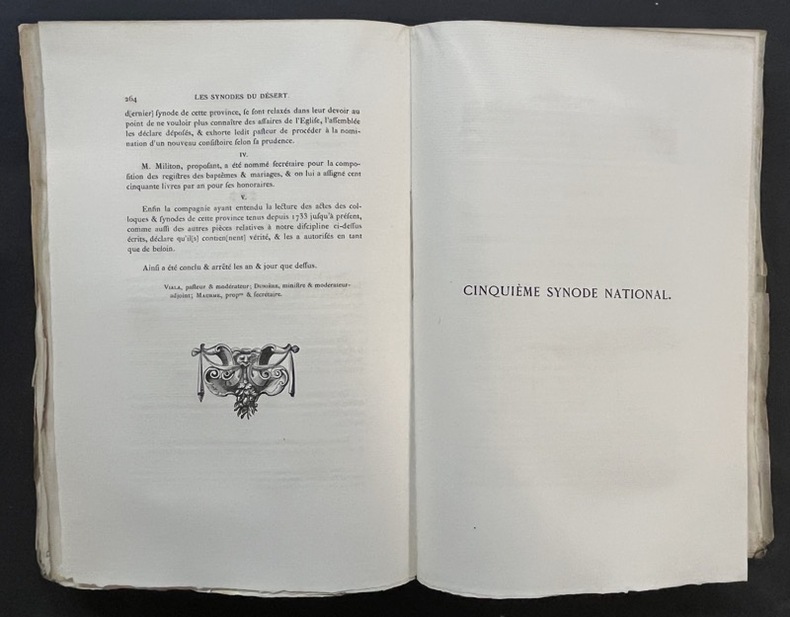 264 LES SYNODES DU DÉSERT.
d[ernier] ſynode de cette province, ſe ſont relaxés dans leur devoir au
point de ne vouloir plus connaître des affaires de l'Egliſe, l'aſſemblée
les déclare dépoſés, & exhorte ledit paſteur de procéder à la nomi-
nation d'un nouveau conſiſtoire ſelon ſa prudence.
IV.
M. Militon, propoſant, a été nommé ſecrétaire pour la compo-
ſition des regiſtres des baptêmes & mariages, & on lui a aſſigné cent
cinquante livres par an pour ſes honoraires.
V.
Enfin la compagnie ayant entendu la lecture des actes des col-
loques & ſynodes de cette province tenus depuis 1733 juſqu'à préſent,
comme auſſi des autres pièces relatives à notre diſcipline ci-deſſus
écrits, déclare qu'il[s] contien[nent] vérité, & les a autoriſés en tant
que de beſoin.
Ainſi a été conclu & arrêté les an & jour que deſſus.
VIALA, paſteur & modérateur; miniſtre & moderateur-
adjoint; propᵗ & ſecrétaire.
CINQUIÈME SYNODE NATIONAL.